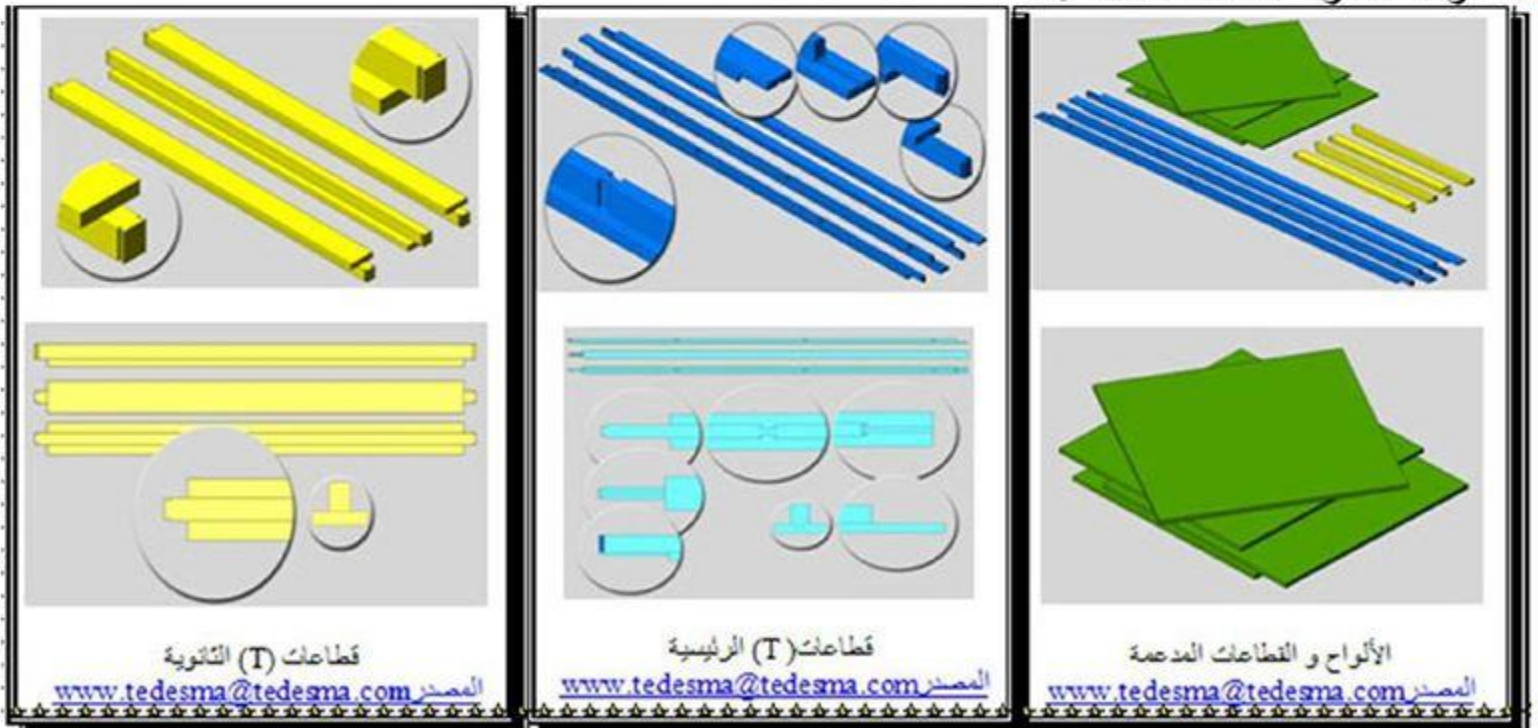 الألواح و القطاعات المدعمة
المصدر www.tedesma@tedesma.com
قطاعات( T) الرئيسية
المصدر www.tedesma@tedesma.com
قطاعات (T) الثانوية
المصدر www.tedesma@tedesma.com